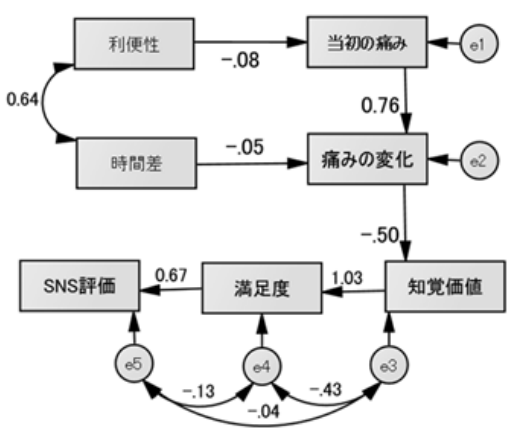 利便性
-.08
当初の痛み
e1
0.64
0.76
時間差
-.05
痛みの変化
e2
-.50
SNS評価
0.67
満足度
1.03
知覚価値
e5
e4
e3
-.13
-.43
-.04